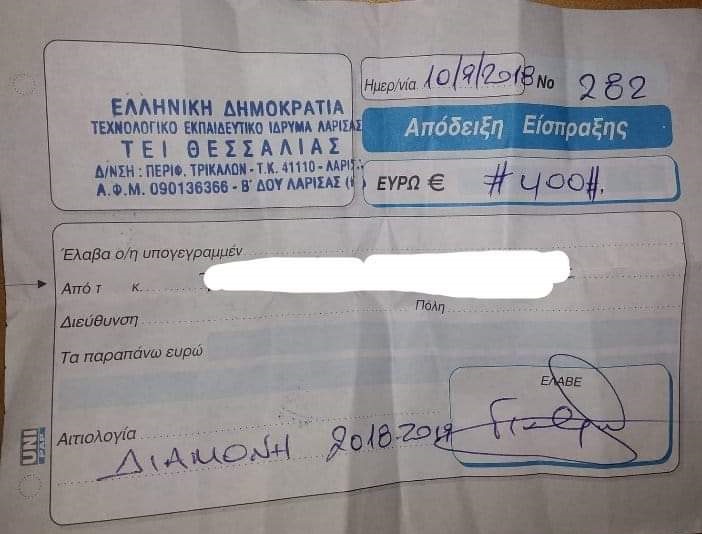 ΕΛΛΗΝΙΚΗ ΔΗΜΟΚΡΑΤΙΑ
ΤΕΧΝΟΛΟΓΙΚΟ ΕΚΠΑΙΔΕΥΤΙΚΟ ΙΔΡΥΜΑ ΛΑΡΙΣΑΣ
ΤΕΙ ΘΕΣΣΑΛΙΑΣ
Δ/ΝΣΗ : ΠΕΡΙΦ. ΤΡΙΚΑΛΩΝ - Τ.Κ. 41110 - ΛΑΡΙΣ
Α.Φ.Μ. 090136366 - Β' ΔΟΥ ΛΑΡΙΣΑΣ
Ημερ/νία 10/9/2018 No 282
Απόδειξη Είσπραξης
ΕΥΡΩ € #400#.
Έλαβα ο/η υπογεγραμμέν
Από τ κ.
Διεύθυνση Πόλη
Τα παραπάνω ευρώ
ΕΛΑΒΕ
Αιτιολογία
ΔΙΑΜΟΝΗ 2018-2019
UNI
PAP